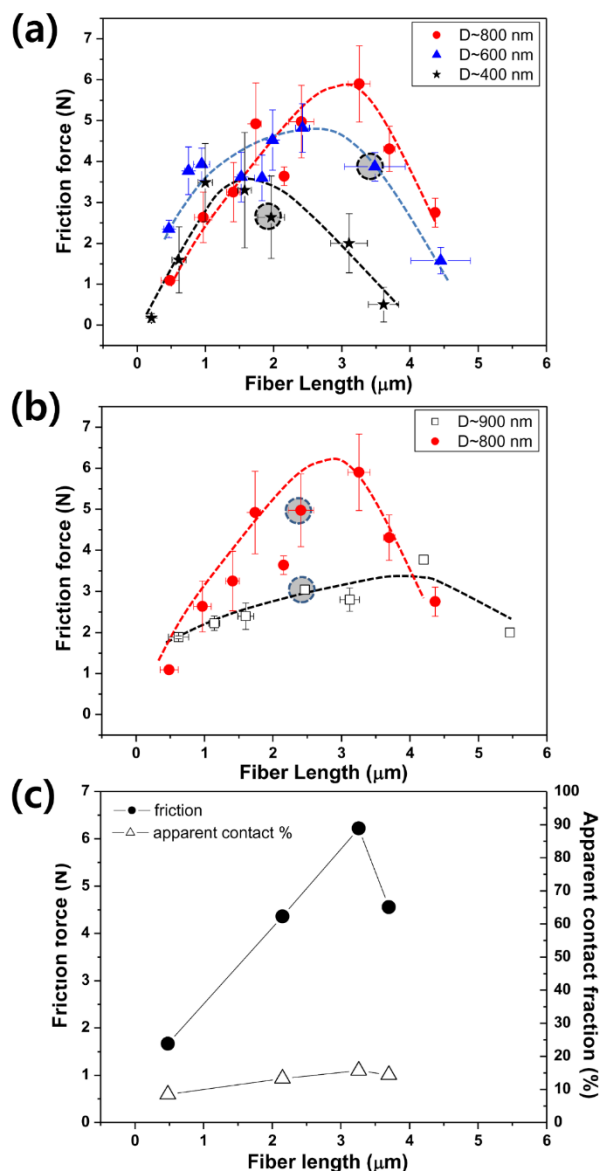 (a)
D~800 nm
D~600 nm
D~400 nm
7
6
5
4
3
2
1
0
Friction force (N)
0 1 2 3 4 5 6
Fiber Length (μm)
(b)
D~900 nm
D~800 nm
7
6
5
4
3
2
1
0
Friction force (N)
0 1 2 3 4 5 6
Fiber Length (μm)
(c)
friction
apparent contact %
7
6
5
4
3
2
1
0
Friction force (N)
100
90
80
70
60
50
40
30
20
10
0
Apparent contact fraction (%)
0 1 2 3 4 5 6
Fiber length (μm)